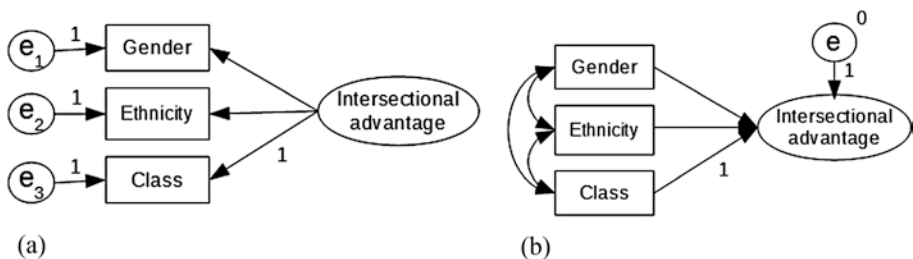 e1
1
Gender
e2
1
Ethnicity
e3
1
Class
1
Intersectional
advantage
(a)
Gender
Ethnicity
Class
1
0
e
1
Intersectional
advantage
(b)